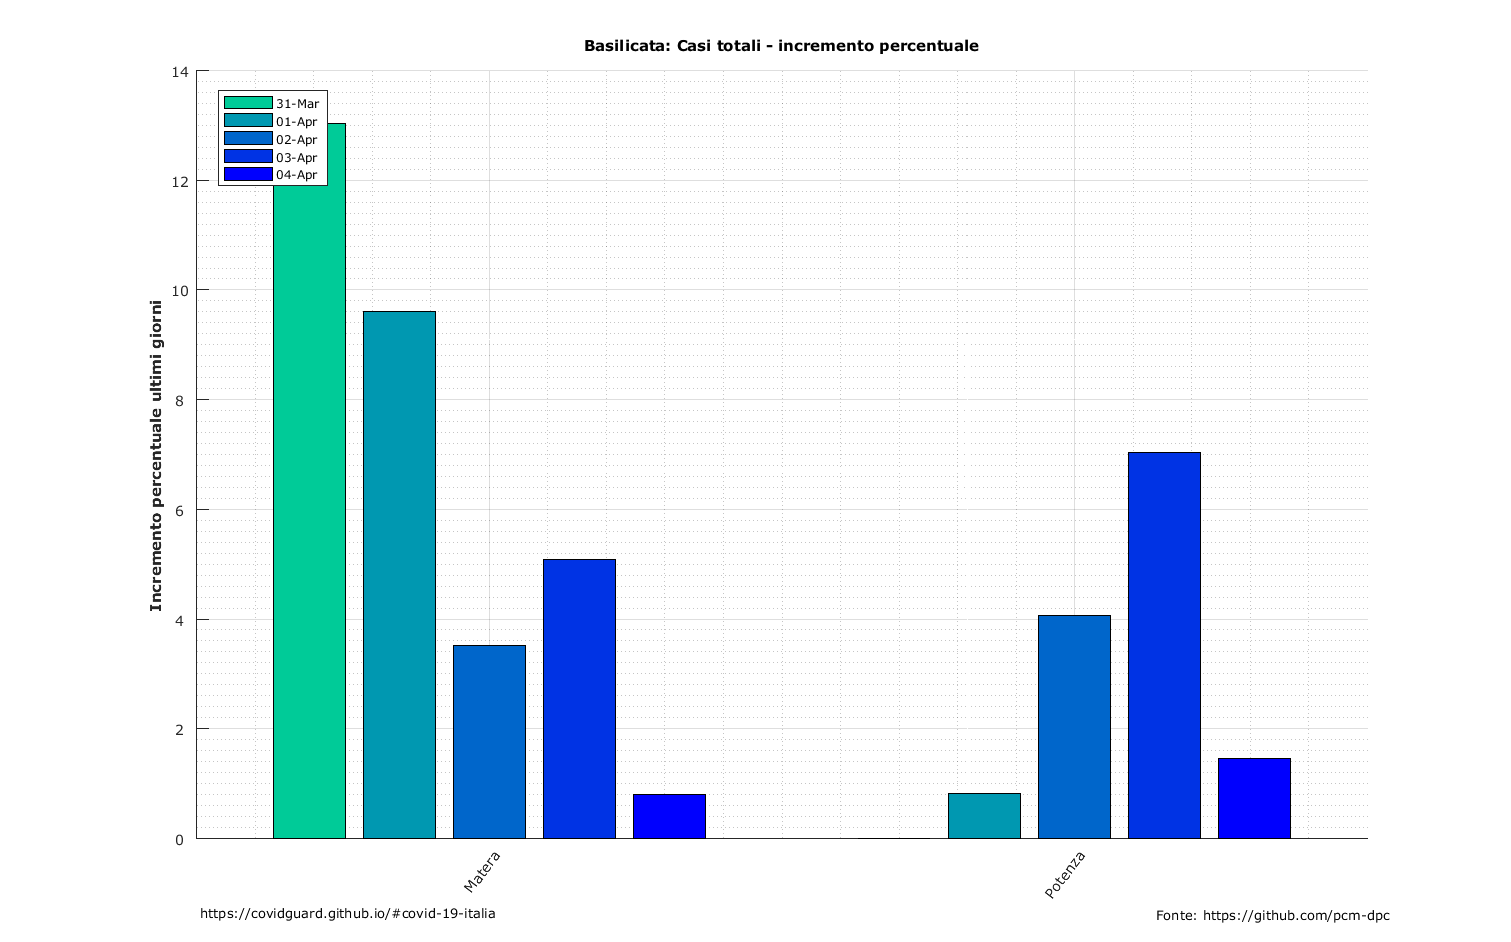 Basilicata: Casi totali - incremento percentuale
Incremento percentuale ultimi giorni
14
12
10
8
6
4
2
0
31-Mar
01-Apr
02-Apr
03-Apr
04-Apr
Matera
Potenza
https://covidguard.github.io/#covid-19-italia
Fonte: https://github.com/pcm-dpc